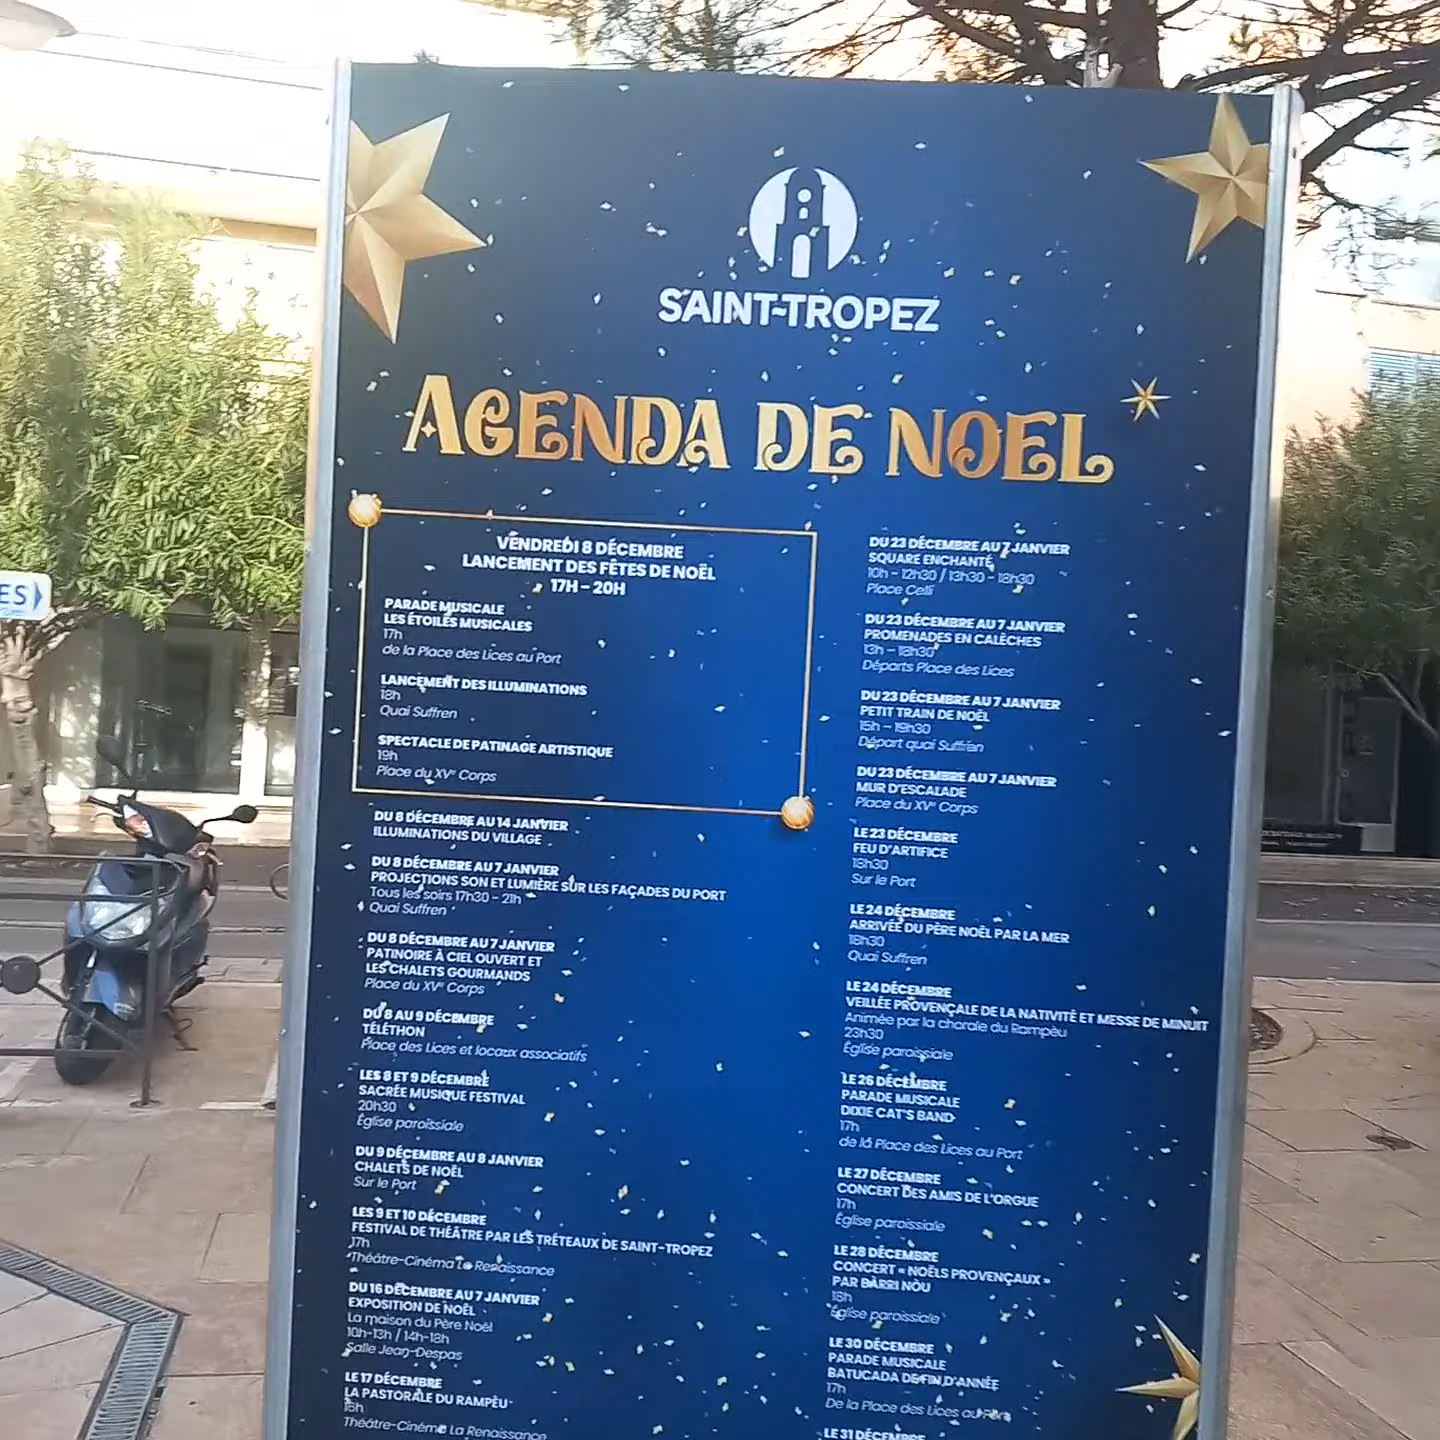 ES
SAINT-TROPEZ
AGENDA DE NOEL
VENDREDI 8 DÉCEMBRE
LANCEMENT DES FÊTES DE NOËL
17H – 20H
PARADE MUSICALE
LES ÉTOILES MUSICALES
17h
de la Place des Lices au Port
LANCEMENT DES ILLUMINATIONS
18h
Quai Suffren
SPECTACLE DE PATINAGE ARTISTIQUE
19h
Place du XVᵉ Corps
DU 8 DÉCEMBRE AU 14 JANVIER
ILLUMINATIONS DU VILLAGE
DU 8 DÉCEMBRE AU 7 JANVIER
PROJECTIONS SON ET LUMIÈRE SUR LES FAÇADES DU PORT
Tous les soirs 17h30 - 21h
Quai Suffren
DU 8 DÉCEMBRE AU 7 JANVIER
PATINOIRE À CIEL OUVERT ET
LES CHALETS GOURMANDS
Place du XVᵉ Corps
DU 8 AU 9 DÉCEMBRE
TÉLÉTHON
Place des Lices et locaux associatifs
LES 8 ET 9 DÉCEMBRE
SACRÉE MUSIQUE FESTIVAL
20h30
Église paroissiale
DU 9 DÉCEMBRE AU 8 JANVIER
CHALETS DE NOËL
Sur le Port
LES 9 ET 10 DÉCEMBRE
FESTIVAL DE THÉÂTRE PAR LES TRÉTEAUX DE SAINT-TROPEZ
17h
Théâtre-Cinéma La Renaissance
DU 16 DÉCEMBRE AU 7 JANVIER
EXPOSITION DE NOËL
La maison du Père Noël
10h-13h / 14h-18h
Salle Jean-Despas
LE 17 DÉCEMBRE
LA PASTORALE DU RAMPÈU
16h
Théâtre-Cinéma La Renaissance
DU 23 DÉCEMBRE AU 7 JANVIER
SQUARE ENCHANTÉ
10h - 12h30 / 13h30 - 18h30
Place Celli
DU 23 DÉCEMBRE AU 7 JANVIER
PROMENADES EN CALÈCHES
13h – 18h30
Départs Place des Lices
DU 23 DÉCEMBRE AU 7 JANVIER
PETIT TRAIN DE NOËL
15h – 19h30
Départ quai Suffren
DU 23 DÉCEMBRE AU 7 JANVIER
MUR D'ESCALADE
Place du XVᵉ Corps
LE 23 DÉCEMBRE
FEU D'ARTIFICE
18h30
Sur le Port
LE 24 DÉCEMBRE
ARRIVÉE DU PÈRE NOËL PAR LA MER
18h30
Quai Suffren
LE 24 DÉCEMBRE
VEILLÉE PROVENÇALE DE LA NATIVITÉ ET MESSE DE MINUIT
Animée par la chorale du Rampèu
23h30
Église paroissiale
LE 26 DÉCEMBRE
PARADE MUSICALE
DIXIE CAT'S BAND
17h
de la Place des Lices au Port
LE 27 DÉCEMBRE
CONCERT DES AMIS DE L'ORGUE
17h
Église paroissiale
LE 28 DÉCEMBRE
CONCERT « NOËLS PROVENÇAUX »
PAR BARRI NÒU
18h
Église paroissiale
LE 30 DÉCEMBRE
PARADE MUSICALE
BATUCADA DE FIN D'ANNÉE
17h
De la Place des Lices au Port
LE 31 DÉCEMBRE